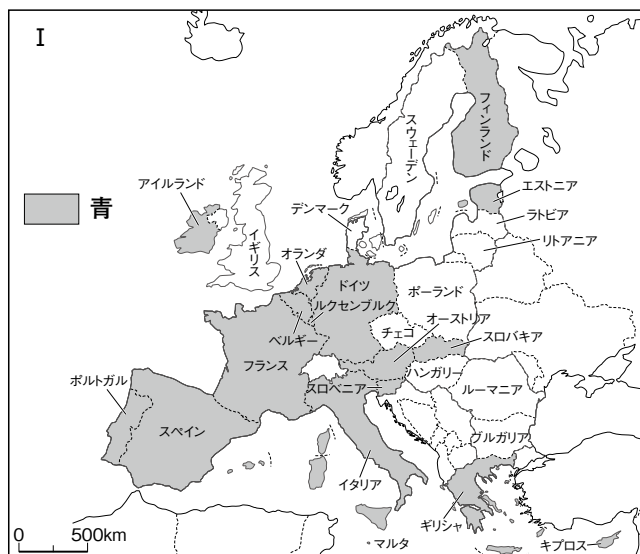 I
フィンランド
スウェーデン
アイルランド
エストニア
青
デンマーク
ラトビア
イギリス
リトアニア
オランダ
ドイツ
ポーランド
ルクセンブルク
オーストリア
チェコ
スロバキア
ベルギー
フランス
ハンガリー
ポルトガル
スロベニア
ルーマニア
スペイン
ブルガリア
イタリア
ギリシャ
キプロス
マルタ
0 500km